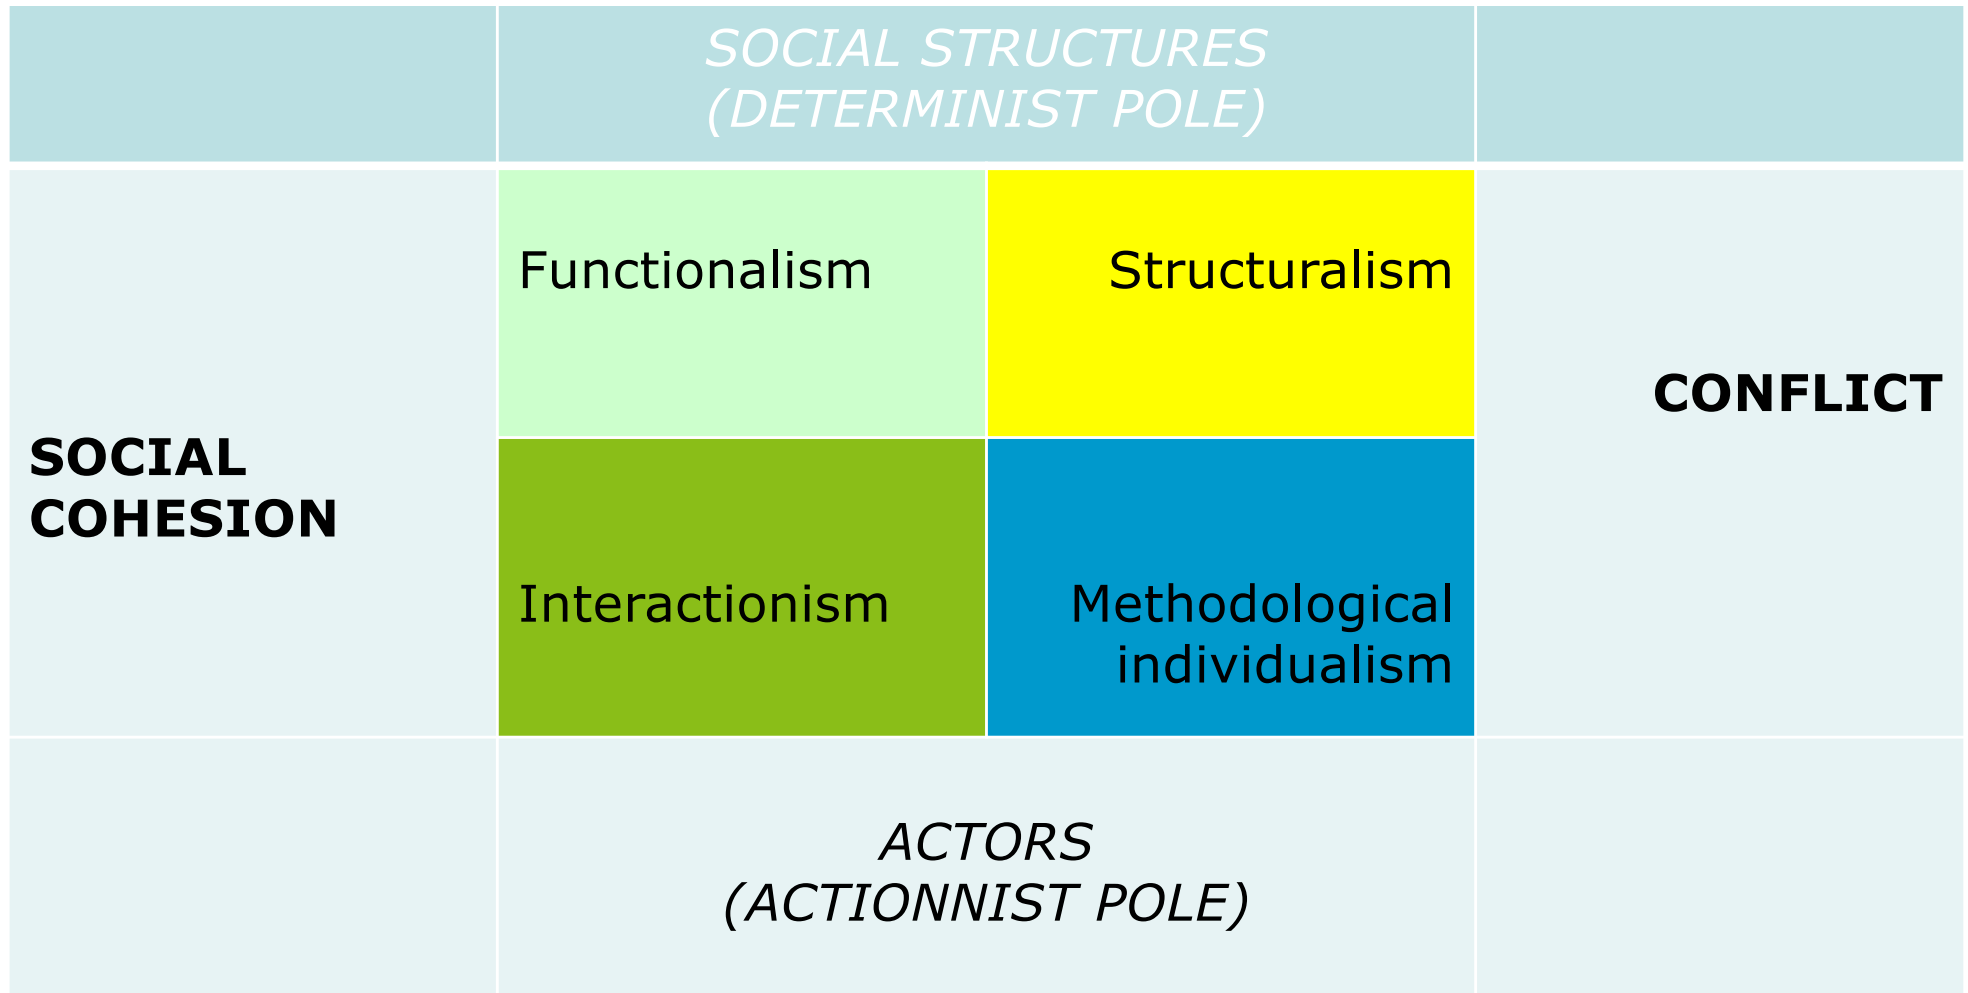 SOCIAL STRUCTURES
(DETERMINIST POLE)
Functionalism
Structuralism
SOCIAL
COHESION
CONFLICT
Interactionism
Methodological
individualism
ACTORS
(ACTIONNIST POLE)